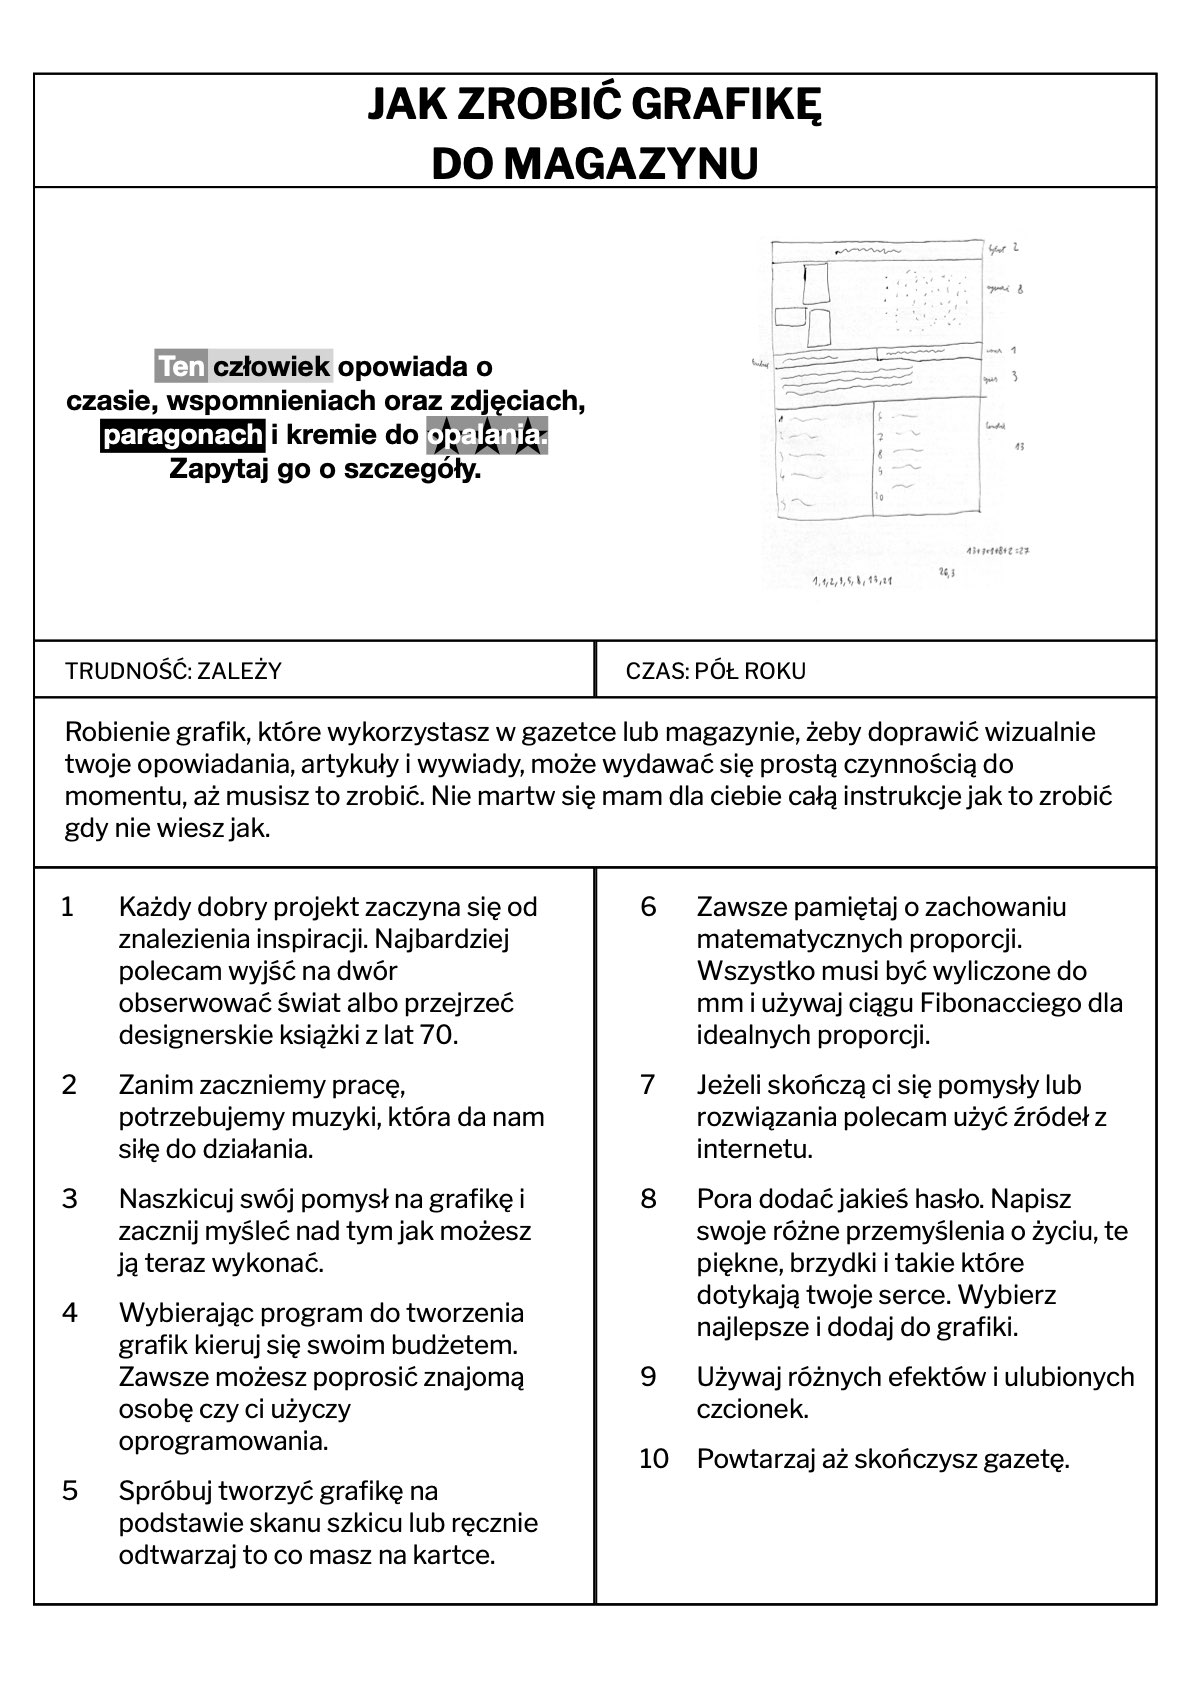 JAK ZROBIĆ GRAFIKĘ
DO MAGAZYNU
Ten człowiek opowiada o
czasie, wspomnieniach oraz zdjęciach,
paragonach i kremie do opalania.
Zapytaj go o szczegóły.
2
8
1
3
13
1
2
3
4
5
6
7
8
9
10
13+3+1+8+2=27
26,3
1,1,2,3,5,8,13,21
TRUDNOŚĆ: ZALEŻY
CZAS: PÓŁ ROKU
Robienie grafik, które wykorzystasz w gazetce lub magazynie, żeby doprawić wizualnie
twoje opowiadania, artykuły i wywiady, może wydawać się prostą czynnością do
momentu, aż musisz to zrobić. Nie martw się mam dla ciebie całą instrukcje jak to zrobić
gdy nie wiesz jak.
1 Każdy dobry projekt zaczyna się od
znalezienia inspiracji. Najbardziej
polecam wyjść na dwór
obserwować świat albo przejrzeć
designerskie książki z lat 70.
2 Zanim zaczniemy pracę,
potrzebujemy muzyki, która da nam
siłę do działania.
3 Naszkicuj swój pomysł na grafikę i
zacznij myśleć nad tym jak możesz
ją teraz wykonać.
4 Wybierając program do tworzenia
grafik kieruj się swoim budżetem.
Zawsze możesz poprosić znajomą
osobę czy ci użyczy
oprogramowania.
5 Spróbuj tworzyć grafikę na
podstawie skanu szkicu lub ręcznie
odtwarzaj to co masz na kartce.
6 Zawsze pamiętaj o zachowaniu
matematycznych proporcji.
Wszystko musi być wyliczone do
mm i używaj ciągu Fibonacciego dla
idealnych proporcji.
7 Jeżeli skończą ci się pomysły lub
rozwiązania polecam użyć źródeł z
internetu.
8 Pora dodać jakieś hasło. Napisz
swoje różne przemyślenia o życiu, te
piękne, brzydki i takie które
dotykają twoje serce. Wybierz
najlepsze i dodaj do grafiki.
9 Używaj różnych efektów i ulubionych
czcionek.
10 Powtarzaj aż skończysz gazetę.